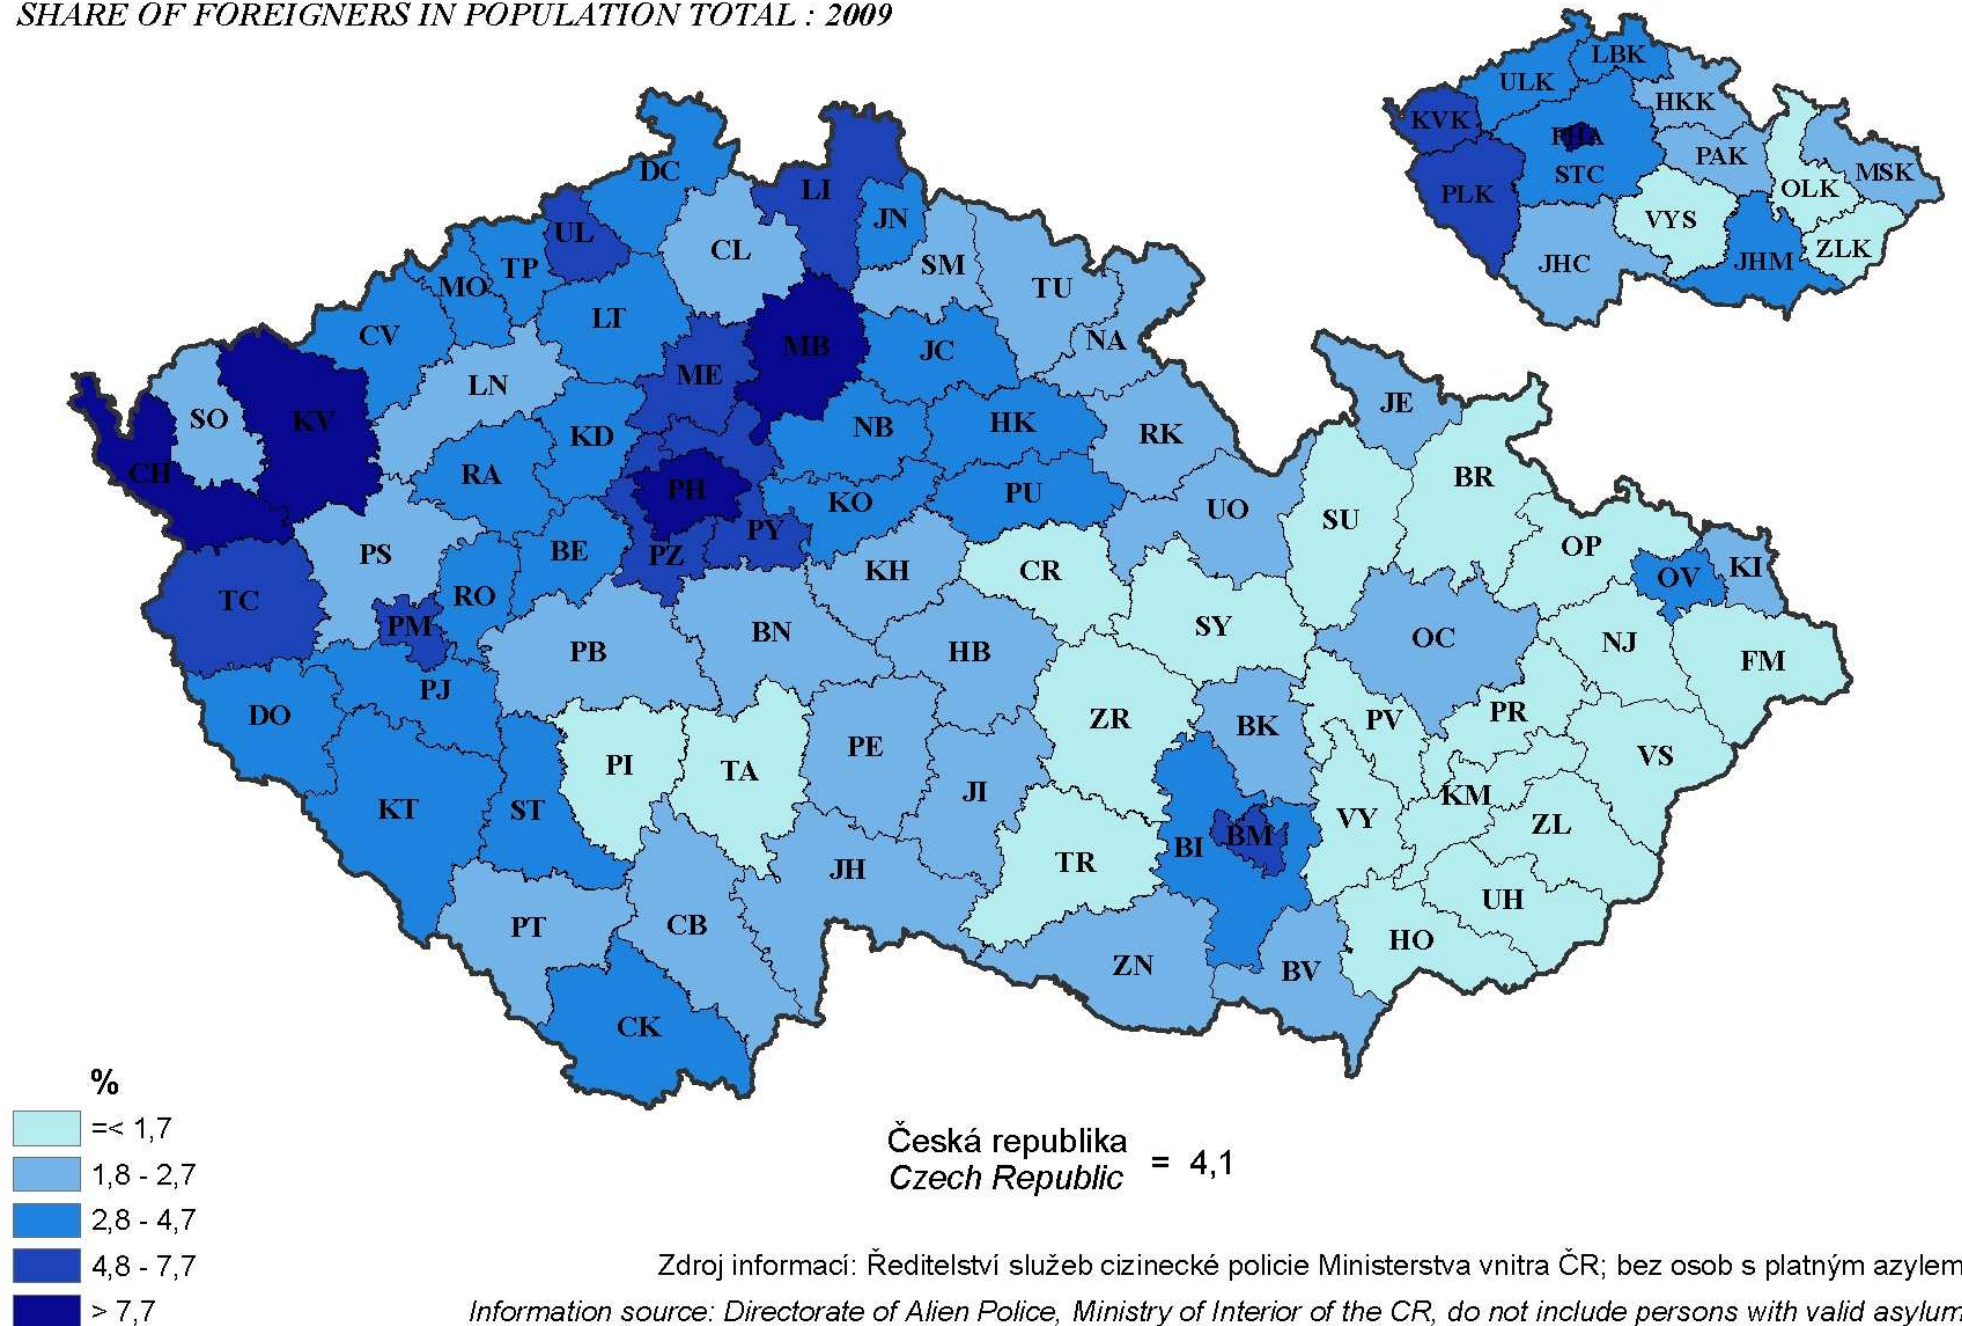 SHARE OF FOREIGNERS IN POPULATION TOTAL : 2009
LBK
ULK
HKK
KVK
PHA
PAK
MSK
STC
OLK
PLK
VYS
ZLK
JHC
JHM
DC
LI
JN
UL
CL
SM
TP
MO
TU
LT
CV
NA
MB
JC
ME
LN
JE
SO
KV
HK
NB
KD
RK
CH
RA
BR
PH
PU
KO
UO
SU
PY
OP
BE
PS
PZ
KH
CR
OV
KI
TC
RO
PM
SY
BN
OC
NJ
PB
HB
FM
PJ
DO
ZR
BK
PV
PR
PE
VS
PI
TA
JI
KM
KT
ST
VY
ZL
BM
BI
TR
JH
UH
PT
CB
HO
ZN
BV
CK
%
=< 1,7
1,8 - 2,7
2,8 - 4,7
4,8 - 7,7
> 7,7
Česká republika
Czech Republic = 4,1
Zdroj informací: Ředitelství služeb cizinecké policie Ministerstva vnitra ČR; bez osob s platným azylem
Information source: Directorate of Alien Police, Ministry of Interior of the CR, do not include persons with valid asylum